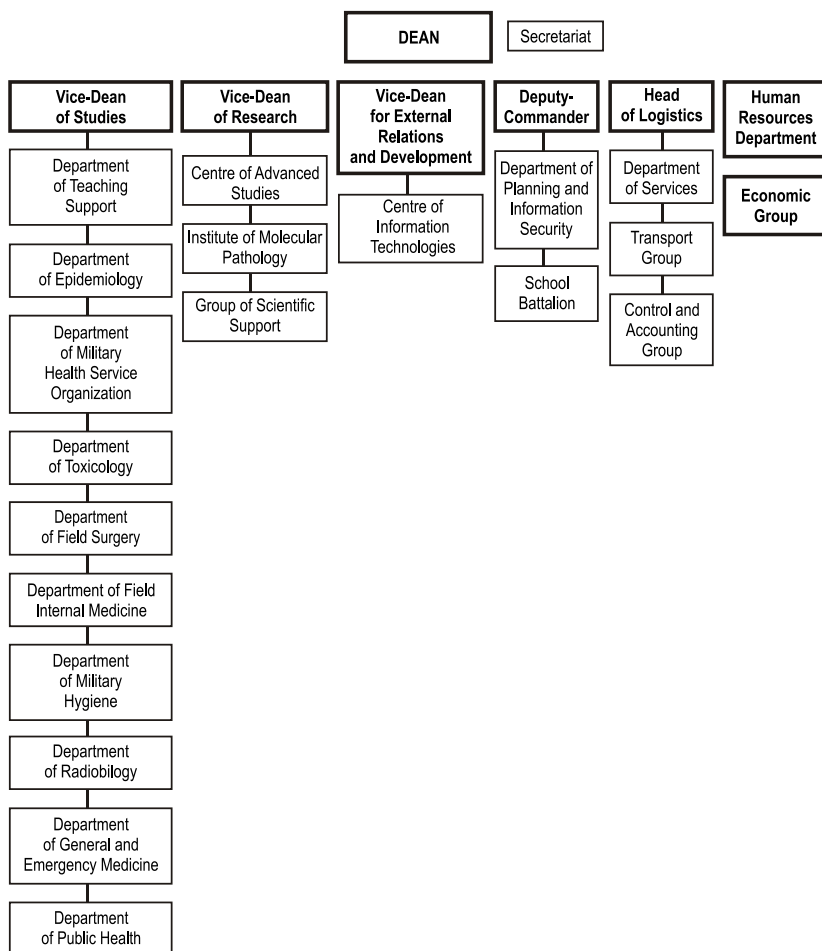 DEAN
Secretariat
Vice-Dean
of Studies
Department
of Teaching
Support
Department
of Epidemiology
Department
of Military
Health Service
Organization
Department
of Toxicology
Department
of Field Surgery
Department of Field
Internal Medicine
Department
of Military
Hygiene
Department
of Radiobilogy
Department
of General and
Emergency Medicine
Department
of Public Health
Vice-Dean
of Research
Centre of Advanced
Studies
Institute of Molecular
Pathology
Group of Scientific
Support
Vice-Dean
for External
Relations
and Development
Centre of
Information
Technologies
Deputy-
Commander
Department of
Planning and
Information
Security
School
Battalion
Head
of Logistics
Department
of Services
Transport
Group
Control and
Accounting
Group
Human
Resources
Department
Economic
Group